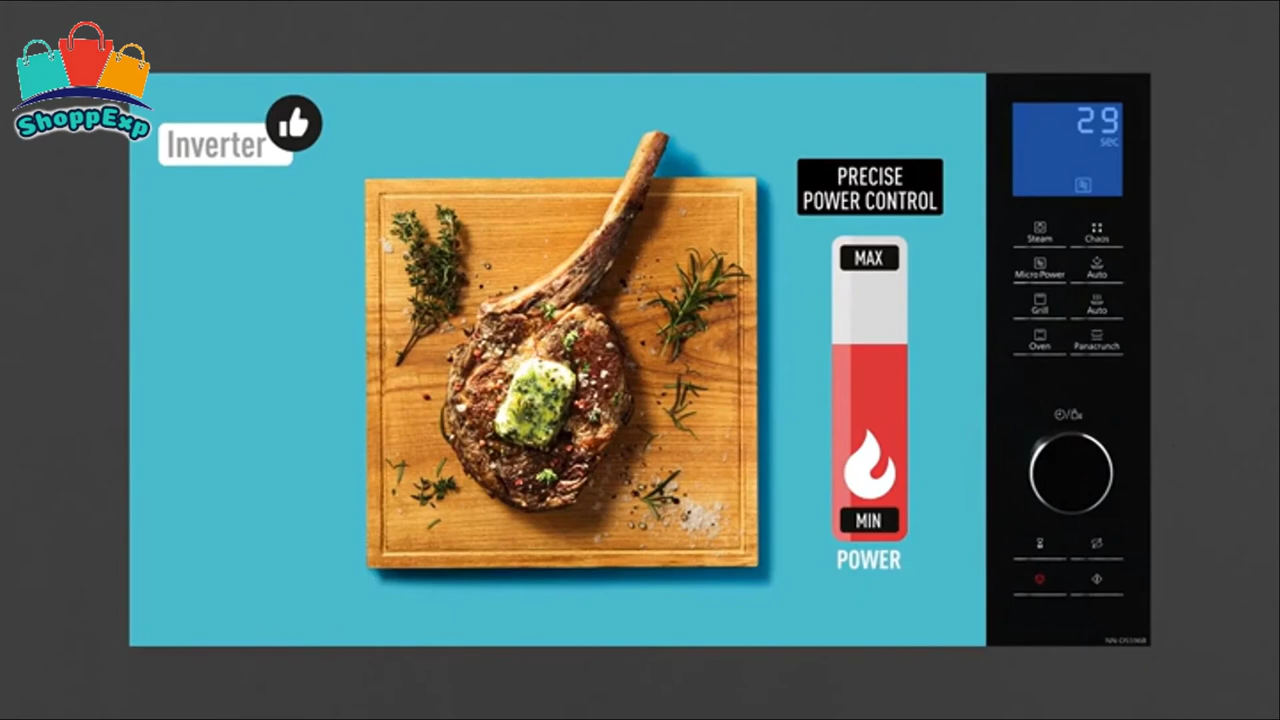 ShoppExp
Inverter
PRECISE
POWER CONTROL
MAX
MIN
POWER
29
sec
Steam
Chaos
Micro Power
Auto
Grill
Auto
Oven
Panacrunch